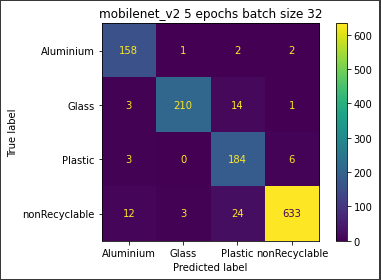 mobilenet_v2 5 epochs batch size 32
Aluminium 158 1 2 2
Glass 3 210 14 1
Plastic 3 0 184 6
nonRecyclable 12 3 24 633
Aluminium Glass Plastic nonRecyclable
Predicted label
True label
600
500
400
300
200
100
0